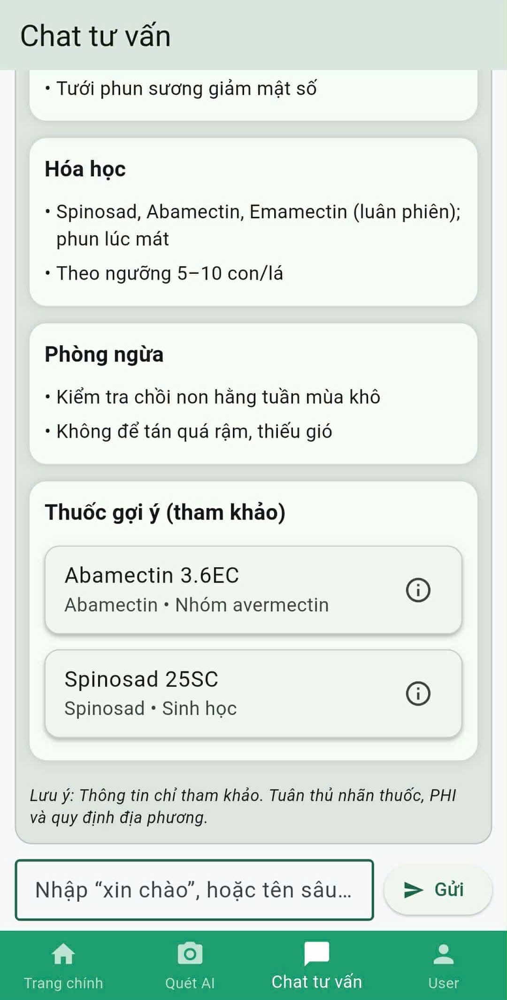 Chat tư vấn
• Tưới phun sương giảm mật số
Hóa học
• Spinosad, Abamectin, Emamectin (luân phiên);
phun lúc mát
• Theo ngưỡng 5–10 con/lá
Phòng ngừa
• Kiểm tra chồi non hằng tuần mùa khô
• Không để tán quá rậm, thiếu gió
Thuốc gợi ý (tham khảo)
Abamectin 3.6EC
Abamectin • Nhóm avermectin
Spinosad 25SC
Spinosad • Sinh học
Lưu ý: Thông tin chỉ tham khảo. Tuân thủ nhãn thuốc, PHI
và quy định địa phương.
Nhập “xin chào”, hoặc tên sâu...
Gửi
Trang chính
Quét AI
Chat tư vấn
User